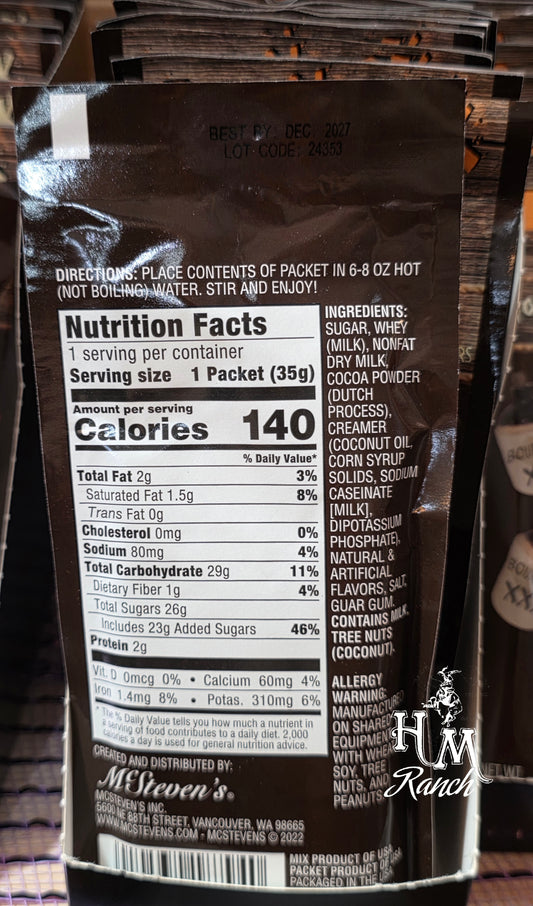 BEST BY: DEC 2027
LOT CODE: 24353
DIRECTIONS: PLACE CONTENTS OF PACKET IN 6-8 OZ HOT
(NOT BOILING) WATER. STIR AND ENJOY!
Nutrition Facts
1 serving per container
Serving size 1 Packet (35g)
Amount per serving
Calories 140
% Daily Value*
Total Fat 2g 3%
Saturated Fat 1.5g 8%
Trans Fat 0g
Cholesterol 0mg 0%
Sodium 80mg 4%
Total Carbohydrate 29g 11%
Dietary Fiber 1g 4%
Total Sugars 26g
Includes 23g Added Sugars 46%
Protein 2g
Vit. D 0mcg 0% • Calcium 60mg 4%
Iron 1.4mg 8% • Potas. 310mg 6%
* The % Daily Value tells you how much a nutrient in
a serving of food contributes to a daily diet. 2,000
calories a day is used for general nutrition advice.
INGREDIENTS:
SUGAR, WHEY
(MILK), NONFAT
DRY MILK,
COCOA POWDER
(DUTCH
PROCESS),
CREAMER
(COCONUT OIL,
CORN SYRUP
SOLIDS, SODIUM
CASEINATE
[MILK],
DIPOTASSIUM
PHOSPHATE),
NATURAL &
ARTIFICIAL
FLAVORS, SALT,
GUAR GUM.
CONTAINS MILK,
TREE NUTS
(COCONUT).
ALLERGY
WARNING:
MANUFACTURED
ON SHARED
EQUIPMENT
WITH WHEAT,
SOY, TREE
NUTS, AND
PEANUTS
CREATED AND DISTRIBUTED BY:
McSteven's®
MCSTEVENS INC.
5600 NE 88TH STREET, VANCOUVER, WA 98665
WWW.MCSTEVENS.COM - MCSTEVENS © 2022
MIX PRODUCT OF USA
PACKET PRODUCT OF USA
PACKAGED IN THE USA
HM
Ranch
NET WT